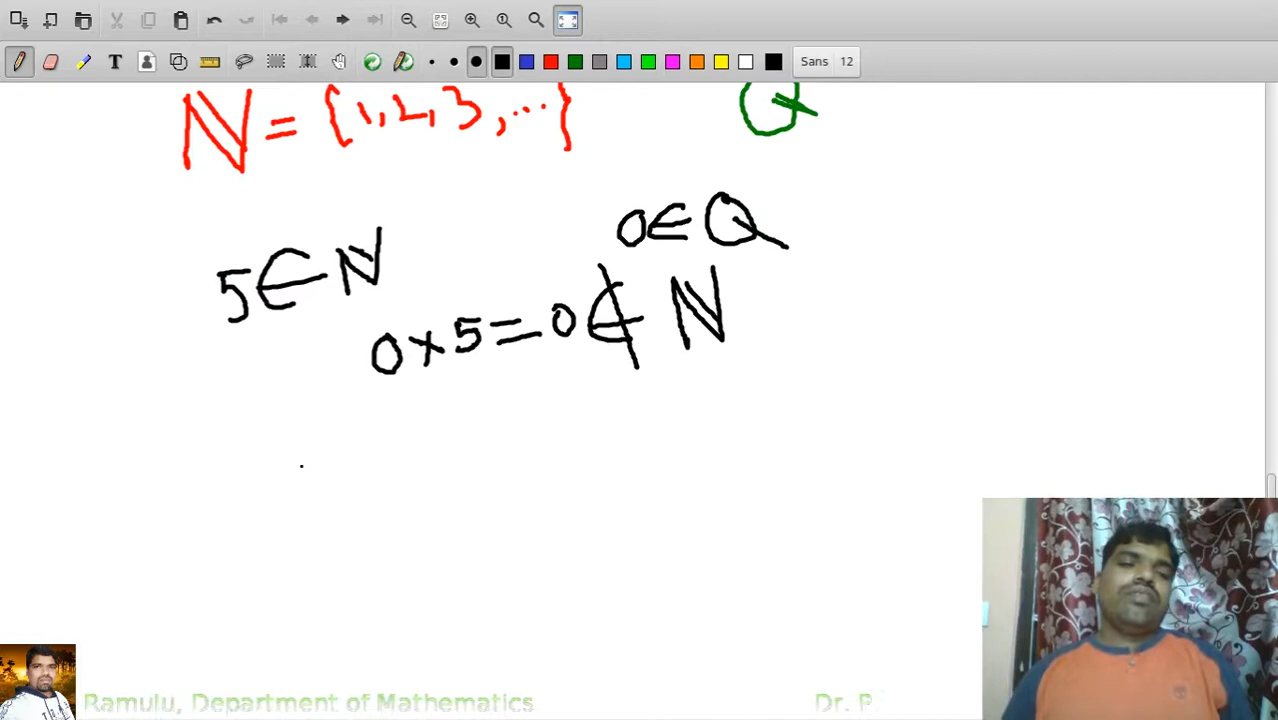 Sans 12
ℕ = {1, 2, 3, ...} Q
0 ∈ Q
5 ∈ ℕ
0 × 5 = 0 ∉ ℕ
Ramulu, Department of Mathematics Dr. P.